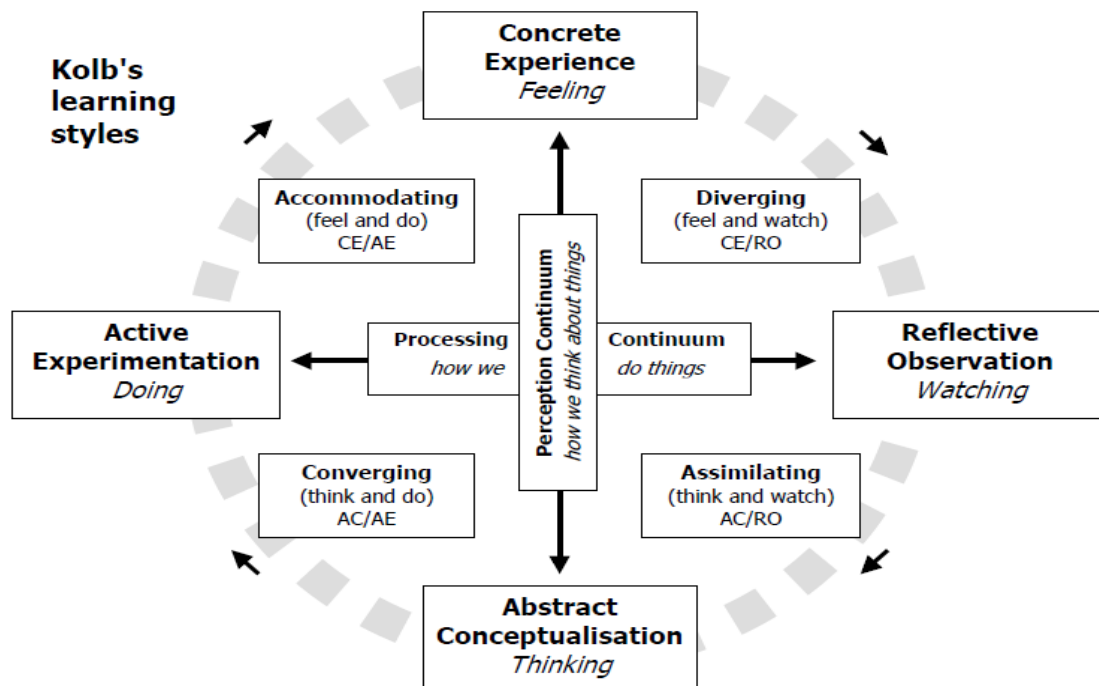 Kolb's
learning
styles
Concrete
Experience
Feeling
Accommodating
(feel and do)
CE/AE
Diverging
(feel and watch)
CE/RO
Perception Continuum
how we think about things
Active
Experimentation
Doing
Processing
how we
Continuum
do things
Reflective
Observation
Watching
Converging
(think and do)
AC/AE
Assimilating
(think and watch)
AC/RO
Abstract
Conceptualisation
Thinking